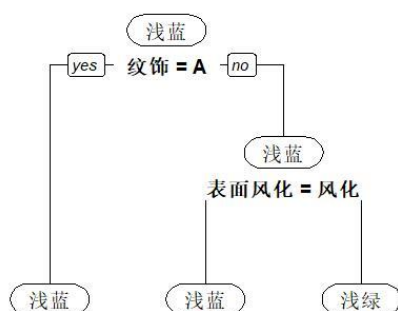 浅蓝
yes 纹饰 = A no
浅蓝
表面风化 = 风化
浅蓝 浅蓝 浅绿